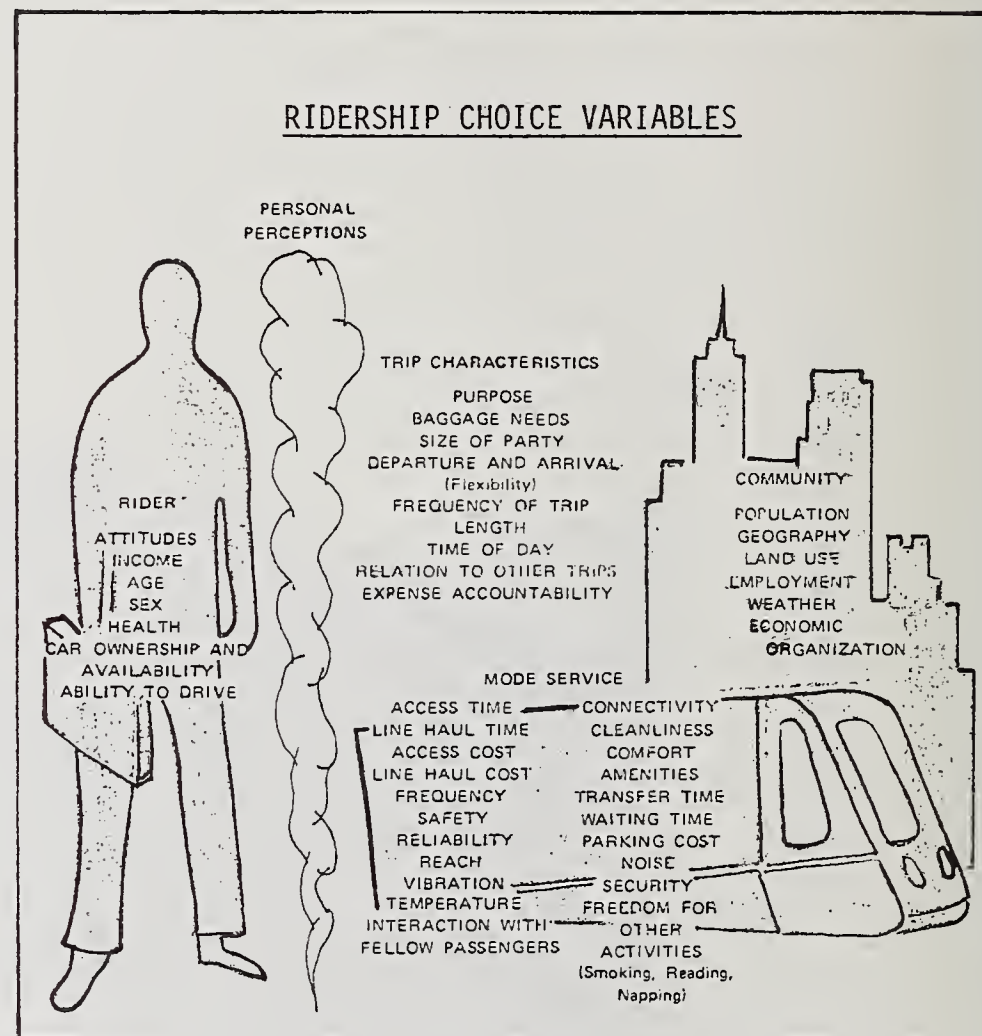 RIDERSHIP CHOICE VARIABLES
PERSONAL
PERCEPTIONS
RIDER
ATTITUDES
INCOME
AGE
SEX
HEALTH
CAR OWNERSHIP AND
AVAILABILITY
ABILITY TO DRIVE
TRIP CHARACTERISTICS
PURPOSE
BAGGAGE NEEDS
SIZE OF PARTY
DEPARTURE AND ARRIVAL
(Flexibility)
FREQUENCY OF TRIP
LENGTH
TIME OF DAY
RELATION TO OTHER TRIPS
EXPENSE ACCOUNTABILITY
COMMUNITY
POPULATION
GEOGRAPHY
LAND USE
EMPLOYMENT
WEATHER
ECONOMIC
ORGANIZATION
MODE SERVICE
ACCESS TIME
LINE HAUL TIME
ACCESS COST
LINE HAUL COST
FREQUENCY
SAFETY
RELIABILITY
REACH
VIBRATION
TEMPERATURE
INTERACTION WITH
FELLOW PASSENGERS
CONNECTIVITY
CLEANLINESS
COMFORT
AMENITIES
TRANSFER TIME
WAITING TIME
PARKING COST
NOISE
SECURITY
FREEDOM FOR
OTHER
ACTIVITIES
(Smoking, Reading,
Napping)